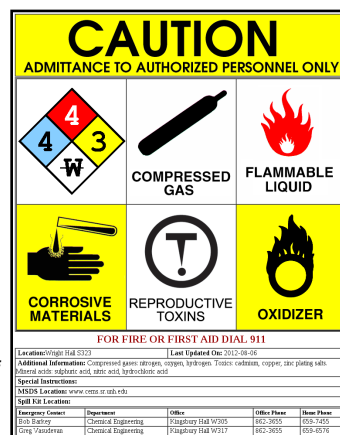 CAUTION
ADMITTANCE TO AUTHORIZED PERSONNEL ONLY
4
4 3
W
COMPRESSED
GAS
FLAMMABLE
LIQUID
CORROSIVE
MATERIALS
REPRODUCTIVE
TOXINS
OXIDIZER
FOR FIRE OR FIRST AID DIAL 911
Location:Wright Hall S323 Last Updated On: 2012-08-06
Additional Information: Compressed gases: nitrogen, oxygen, hydrogen. Toxics: cadmium, copper, zinc plating salts.
Mineral acids: sulphuric acid, nitric acid, hydrochloric acid
Special Instructions:
MSDS Location: www.cems.sr.unh.edu
Spill Kit Location:
Emergency Contact Department Office Office Phone Home Phone
Bob Barkey Chemical Engineering Kingsbury Hall W305 862-3655 659-7455
Greg Vasudevan Chemical Engineering Kingsbury Hall W317 862-3655 659-6576